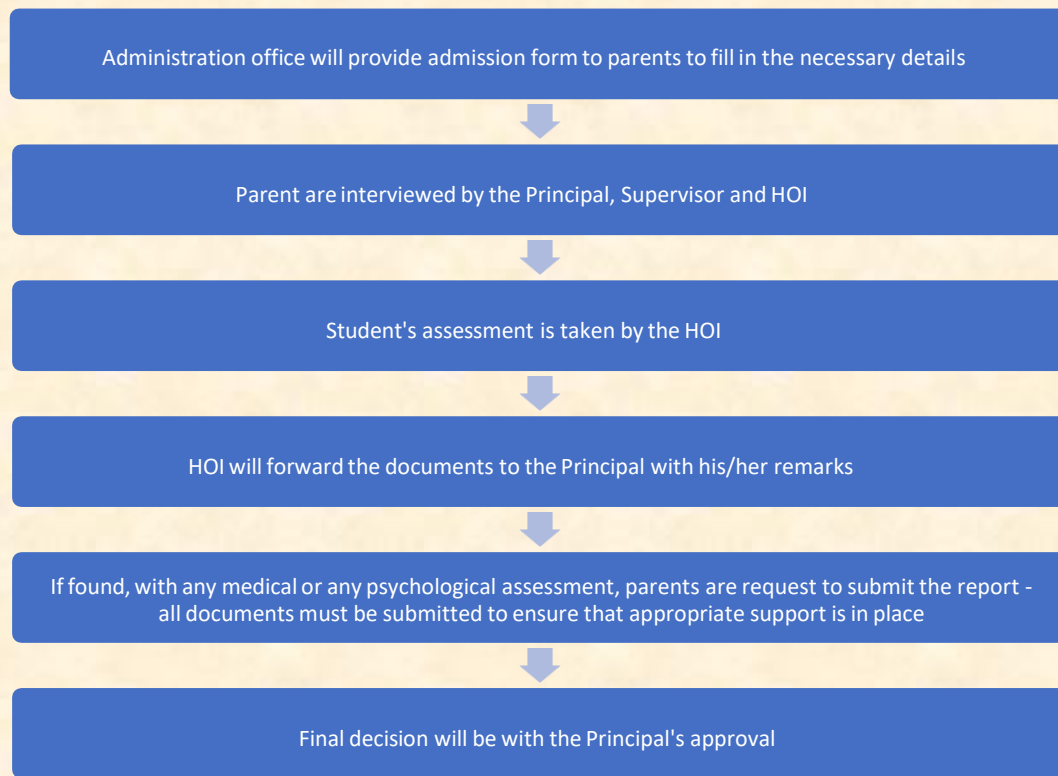 Administration office will provide admission form to parents to fill in the necessary details
Parent are interviewed by the Principal, Supervisor and HOI
Student's assessment is taken by the HOI
HOI will forward the documents to the Principal with his/her remarks
If found, with any medical or any psychological assessment, parents are request to submit the report -
all documents must be submitted to ensure that appropriate support is in place
Final decision will be with the Principal's approval